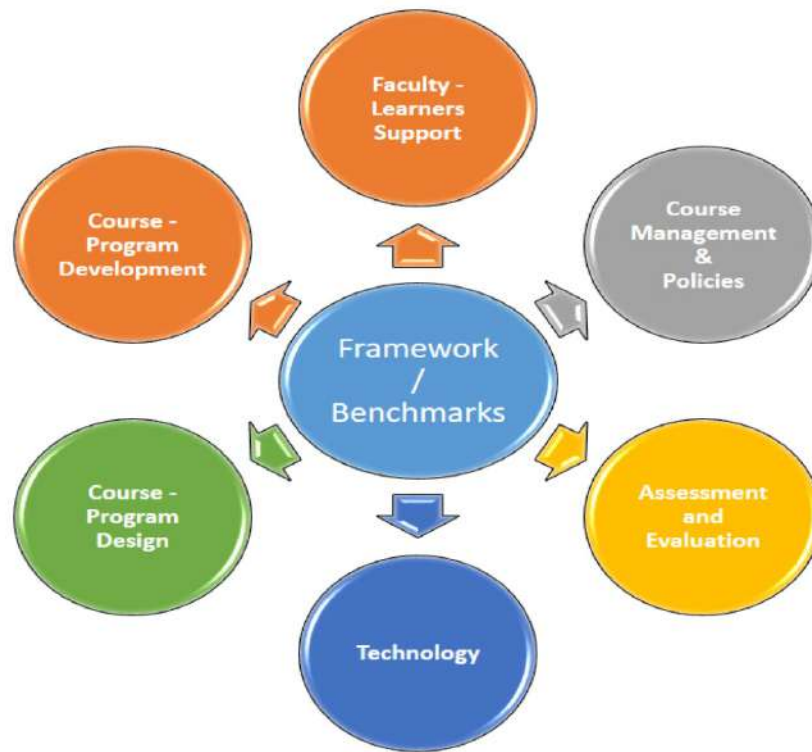 Faculty -
Learners
Support
Course
Management
&
Policies
Assessment
and
Evaluation
Technology
Course -
Program
Design
Course -
Program
Development
Framework
/
Benchmarks